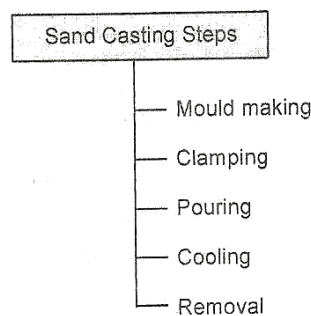 Sand Casting Steps
Mould making
Clamping
Pouring
Cooling
Removal